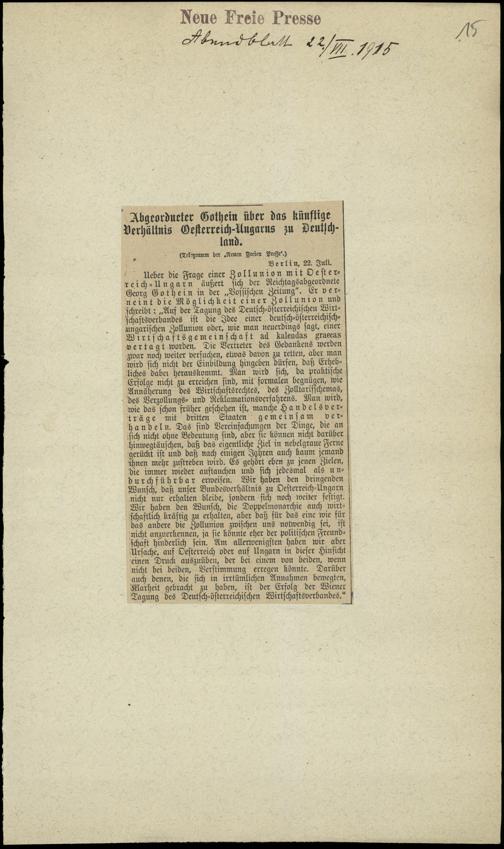 Neue Freie Presse
15
Abendblatt 22/VII. 1915
Abgeordneter Gothein über das künftige
Verhältnis Oesterreich-Ungarns zu Deutsch-
land.
(Telegramm der „Neuen Freien Presse“.)
Berlin, 22. Juli.
Ueber die Frage einer Zollunion mit Oester-
reich-Ungarn äußert sich der Reichtagsabgeordnete
Georg Gothein in der „Vossischen Zeitung“. Er ver-
neint die Möglichkeit einer Zollunion und
schreibt: „Auf der Tagung des Deutsch-österreichischen Wirt-
schaftsverbandes ist die Idee einer deutsch-österreichisch-
ungarischen Zollunion oder, wie man neuerdings sagt, einer
Wirtschaftsgemeinschaft ad kalendas graecas
vertagt worden. Die Vertreter des Gedankens werden
zwar noch weiter versuchen, etwas davon zu retten, aber man
wird sich nicht der Einbildung hingeben dürfen, daß Erheb-
liches dabei herauskommt. Man wird sich, da praktische
Erfolge nicht zu erreichen sind, mit formalen begnügen, wie
Annäherung des Wirtschaftsrechtes, des Zolltarifschemas,
des Verzollungs- und Reklamationsverfahrens. Man wird,
wie das schon früher geschehen ist, manche Handelsver-
träge mit dritten Staaten gemeinsam ver-
handeln. Das sind Vereinfachungen der Dinge, die an
sich nicht ohne Bedeutung sind, aber sie können nicht darüber
hinwegtäuschen, daß das eigentliche Ziel in nebelgraue Ferne
gerückt ist und daß nach einigen Jahren auch kaum jemand
ihnen mehr zustreben wird. Es gehört eben zu jenen Zielen,
die immer wieder auftauchen und sich jedesmal als un-
durchführbar erweisen. Wir haben den dringenden
Wunsch, daß unser Bundesverhältnis zu Oesterreich-Ungarn
nicht nur erhalten bleibe, sondern sich noch weiter festigt.
Wir haben den Wunsch, die Doppelmonarchie auch wirt-
schaftlich kräftig zu erhalten, aber daß für das eine wie für
das andere die Zollunion zwischen uns notwendig sei, ist
nicht anzuerkennen, ja sie könnte eher der politischen Freund-
schaft hinderlich sein. Am allerwenigsten haben wir aber
Ursache, auf Oesterreich oder auf Ungarn in dieser Hinsicht
einen Druck auszuüben, der bei einem von beiden, wenn
nicht bei beiden, Verstimmung erregen könnte. Darüber
auch denen, die sich in irrtümlichen Annahmen bewegten,
Klarheit gebracht zu haben, ist der Erfolg der Wiener
Tagung des Deutsch-österreichischen Wirtschaftsverbandes.“